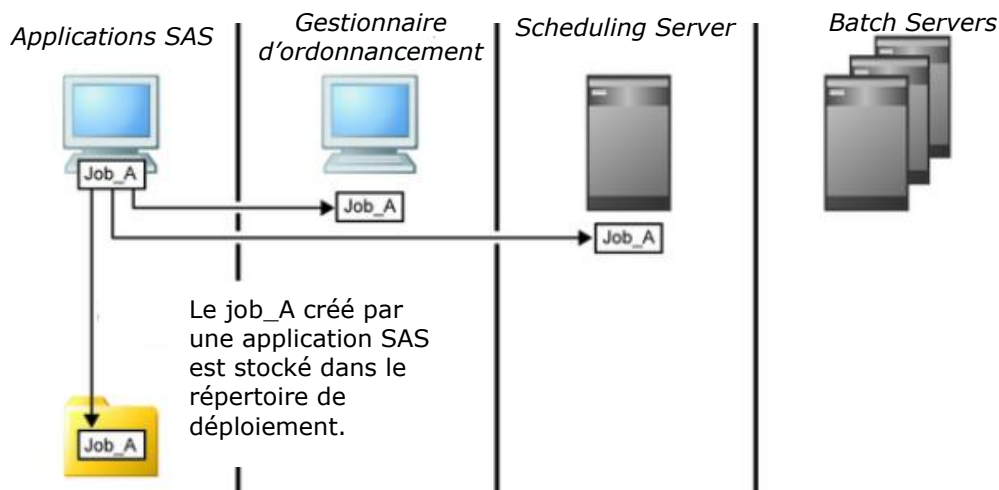 Applications SAS
Gestionnaire
d'ordonnancement
Scheduling Server
Batch Servers
Job_A
Job_A
Job_A
Le job_A créé par
une application SAS
est stocké dans le
répertoire de
déploiement.
Job_A